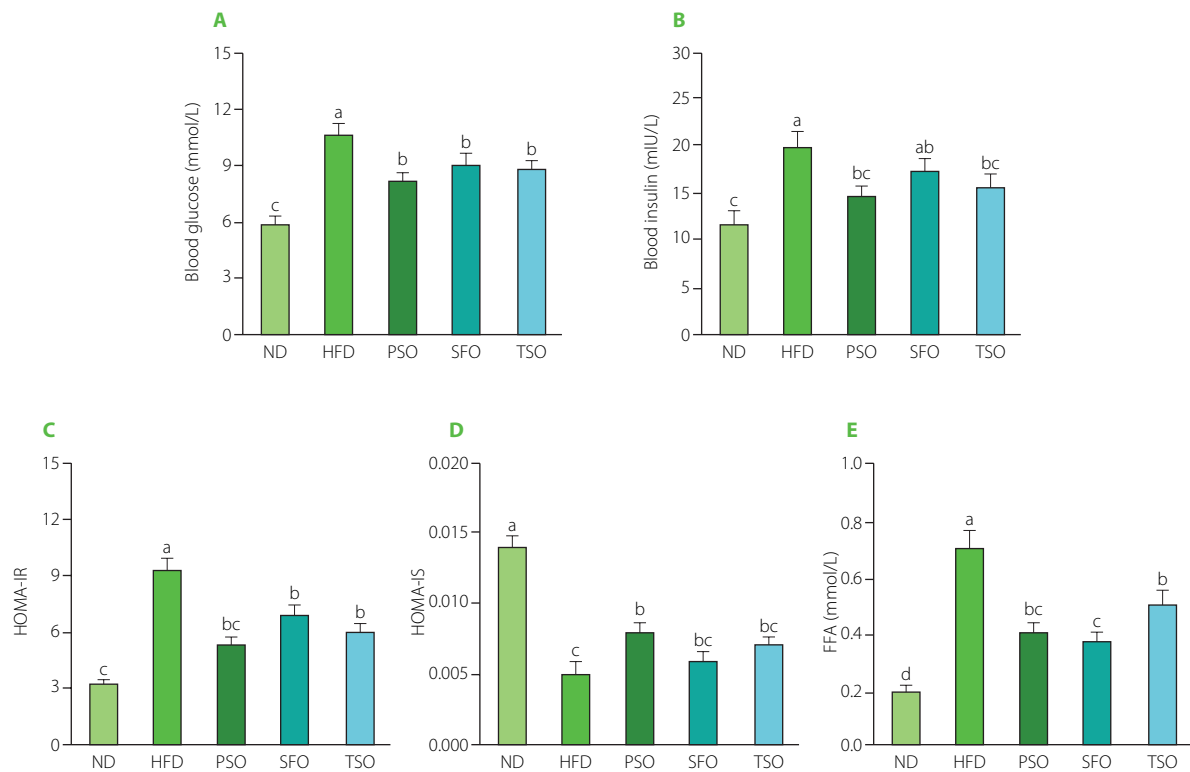 A
Blood glucose (mmol/L)
15
12
9
6
3
0
c
a
b
b
b
ND HFD PSO SFO TSO
B
Blood insulin (mIU/L)
30
25
20
15
10
5
0
c
a
bc
ab
bc
ND HFD PSO SFO TSO
C
HOMA-IR
15
12
9
6
3
0
c
a
bc
b
b
ND HFD PSO SFO TSO
D
HOMA-IS
0.020
0.015
0.010
0.005
0.000
a
c
b
bc
bc
ND HFD PSO SFO TSO
E
FFA (mmol/L)
1.0
0.8
0.6
0.4
0.2
0.0
d
a
bc
c
b
ND HFD PSO SFO TSO